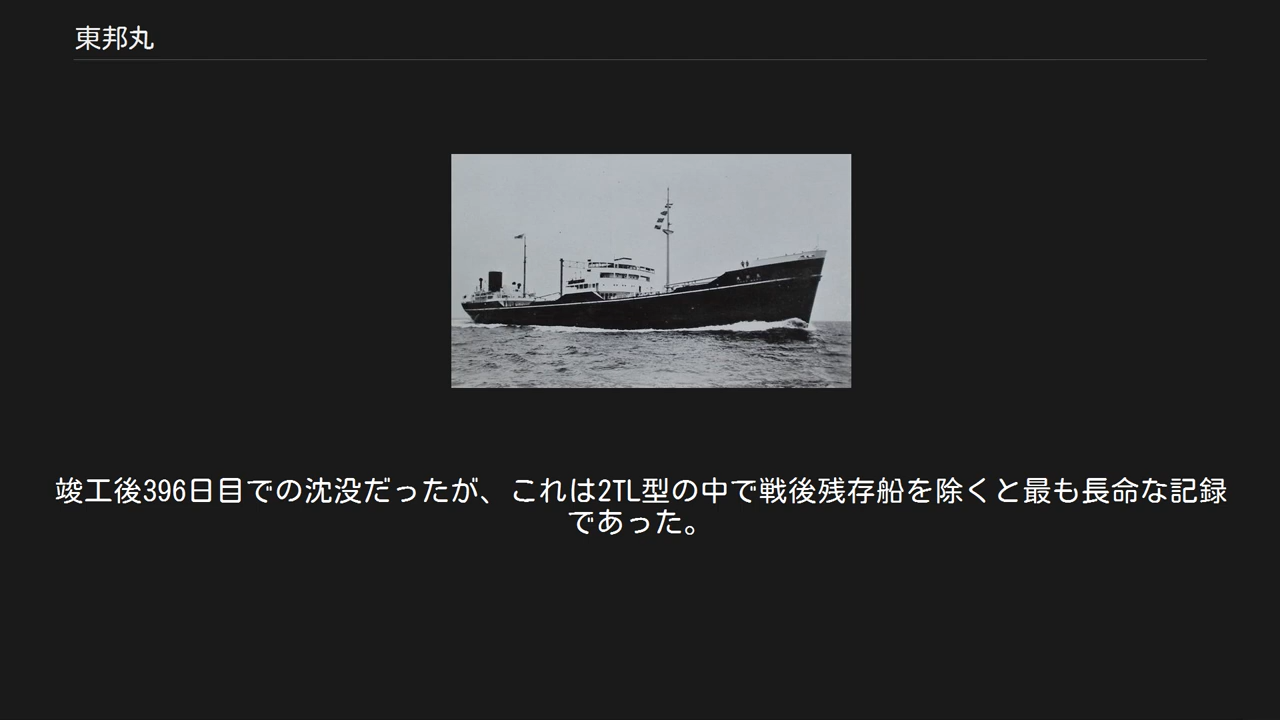 東邦丸
竣工後396日目での沈没だったが、これは2TL型の中で戦後残存船を除くと最も長命な記録
であった。